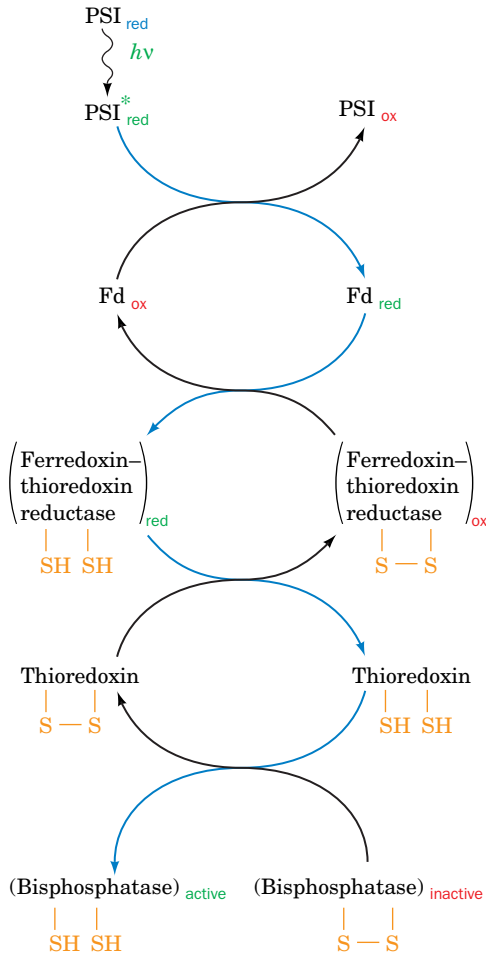 PSI red
hν
PSI* red
PSI ox
Fd ox
Fd red
(Ferredoxin–
thioredoxin
reductase) red
SH SH
(Ferredoxin–
thioredoxin
reductase) ox
S — S
Thioredoxin
S — S
Thioredoxin
SH SH
(Bisphosphatase) active
SH SH
(Bisphosphatase) inactive
S — S